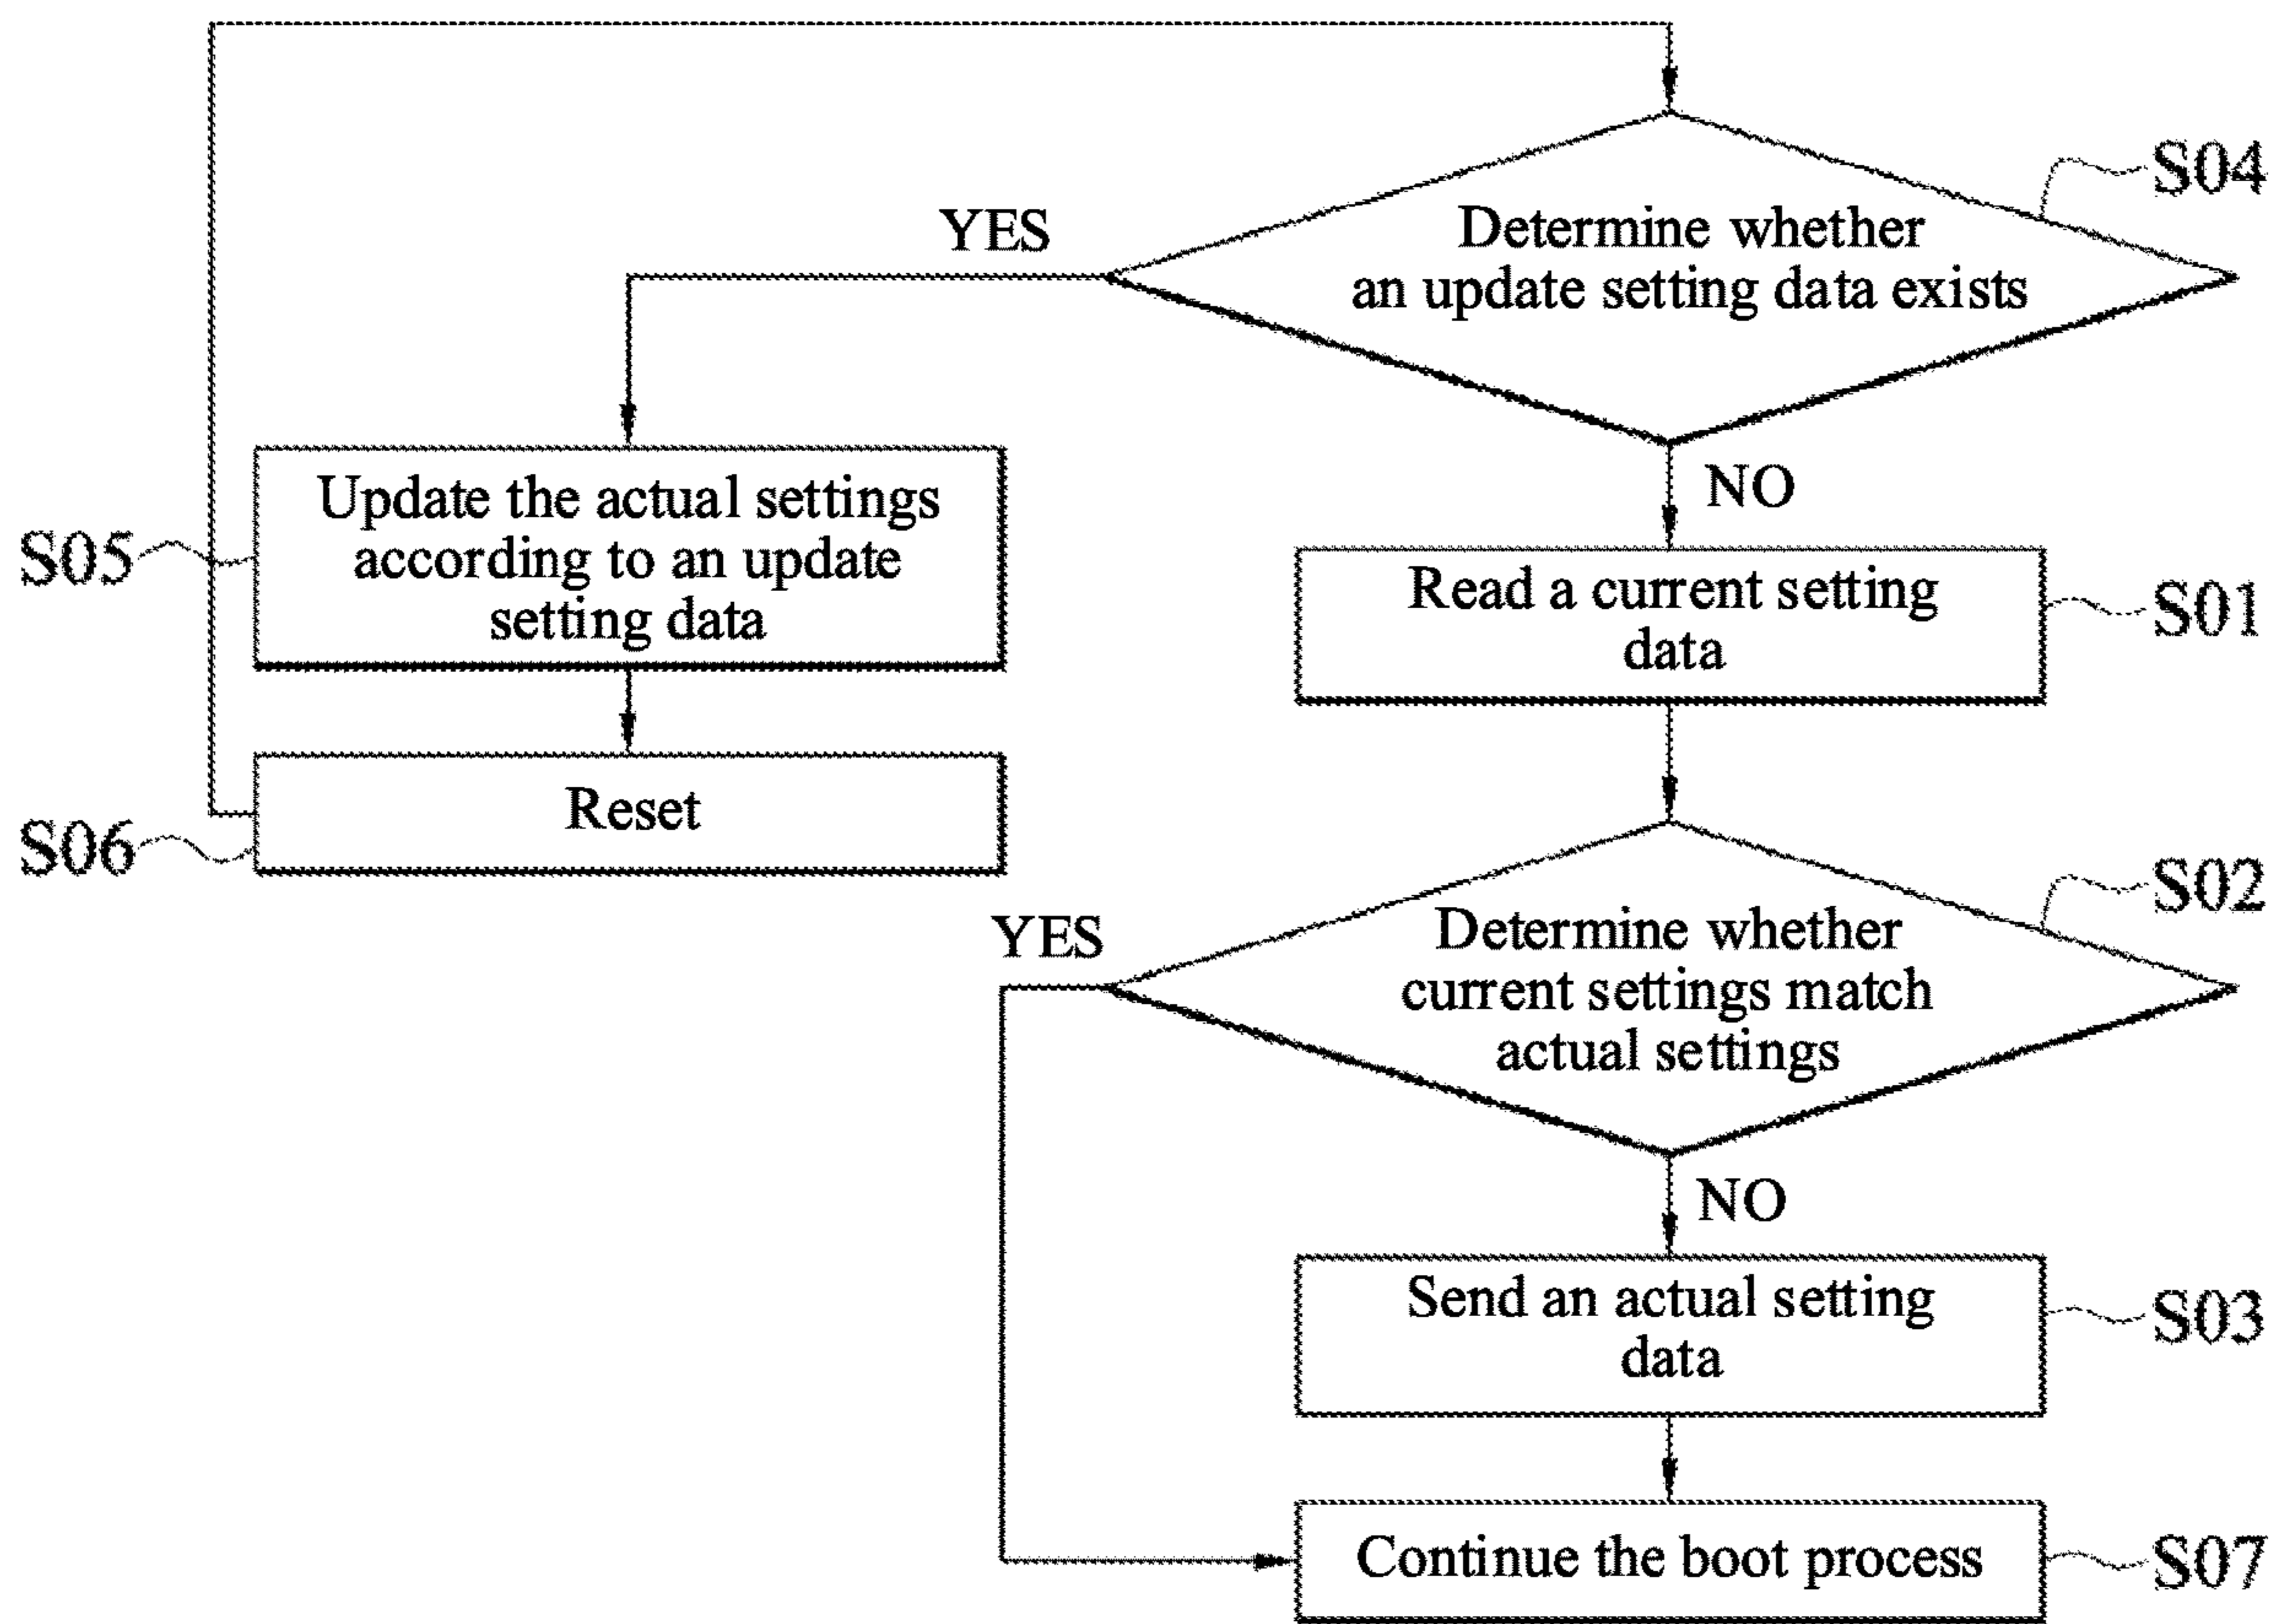 S04
YES
Determine whether
an update setting data exists
NO
S05
Update the actual settings
according to an update
setting data
Read a current setting
data
S01
Reset
S06
S02
YES
Determine whether
current settings match
actual settings
NO
Send an actual setting
data
S03
Continue the boot process
S07